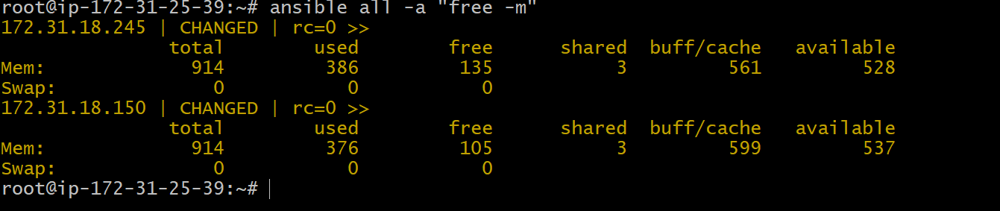 root@ip-172-31-25-39:~# ansible all -a "free -m"
172.31.18.245 | CHANGED | rc=0 >>
total used free shared buff/cache available
Mem: 914 386 135 3 561 528
Swap: 0 0 0
172.31.18.150 | CHANGED | rc=0 >>
total used free shared buff/cache available
Mem: 914 376 105 3 599 537
Swap: 0 0 0
root@ip-172-31-25-39:~#